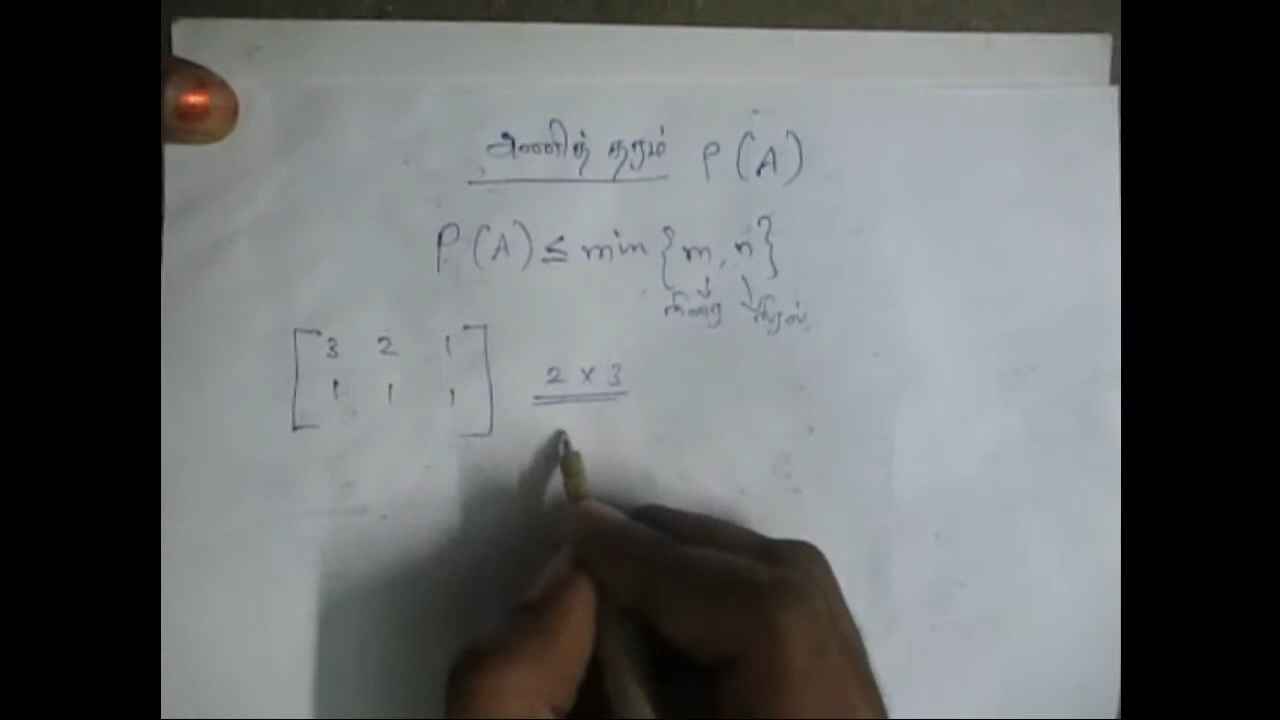 அணித் தரம் ρ(A)
ρ(A) ≤ min {m, n}
நிரை நிரல்
3 2 1
1 1 1
2 × 3